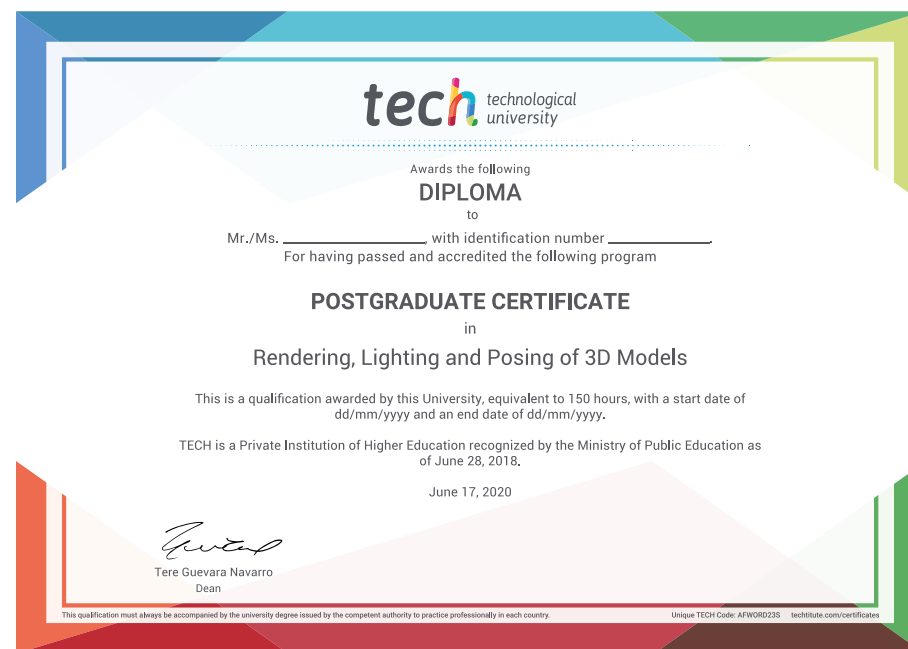 tech technological
university
Awards the following
DIPLOMA
to
Mr./Ms. ____________, with identification number ____________.
For having passed and accredited the following program
POSTGRADUATE CERTIFICATE
in
Rendering, Lighting and Posing of 3D Models
This is a qualification awarded by this University, equivalent to 150 hours, with a start date of
dd/mm/yyyy and an end date of dd/mm/yyyy.
TECH is a Private Institution of Higher Education recognized by the Ministry of Public Education as
of June 28, 2018.
June 17, 2020
Tere Guevara Navarro
Dean
This qualification must always be accompanied by the university degree issued by the competent authority to practice professionally in each country. Unique TECH Code: AFWORD23S techtitute.com/certificates